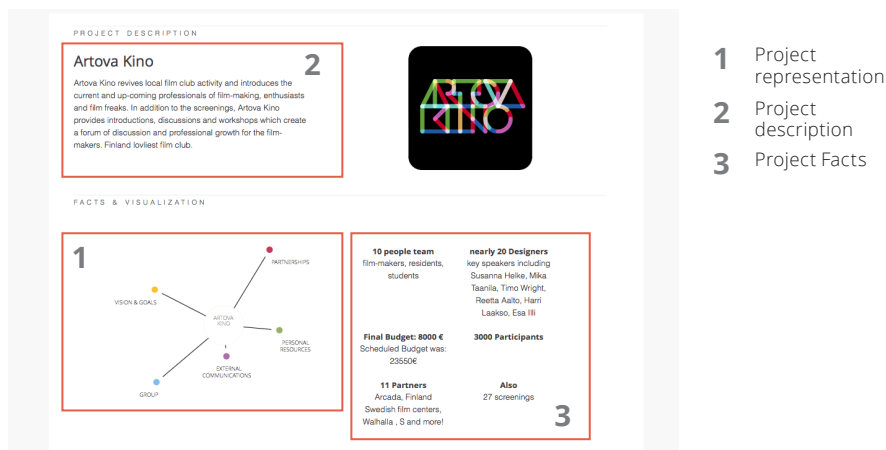 PROJECT DESCRIPTION
Artova Kino
2
Artova Kino revives local film club activity and introduces the
current and up-coming professionals of film-making, enthusiasts
and film freaks. In addition to the screenings, Artova Kino
provides introductions, discussions and workshops which create
a forum of discussion and professional growth for the film-
makers. Finland lovliest film club.
ARTOVA
KINO
FACTS & VISUALIZATION
1
PARTNERSHIPS
VISION & GOALS
ARTOVA
KINO
PERSONAL
RESOURCES
EXTERNAL
COMMUNICATIONS
GROUP
10 people team
film-makers, residents,
students
nearly 20 Designers
key speakers including
Susanna Helke, Mika
Taanila, Timo Wright,
Reetta Aalto, Harri
Laakso, Esa Illi
Final Budget: 8000 €
Scheduled Budget was:
23550€
3000 Participants
11 Partners
Arcada, Finland
Swedish film centers,
Walhalla , S and more!
Also
27 screenings
3
1 Project
representation
2 Project
description
3 Project Facts